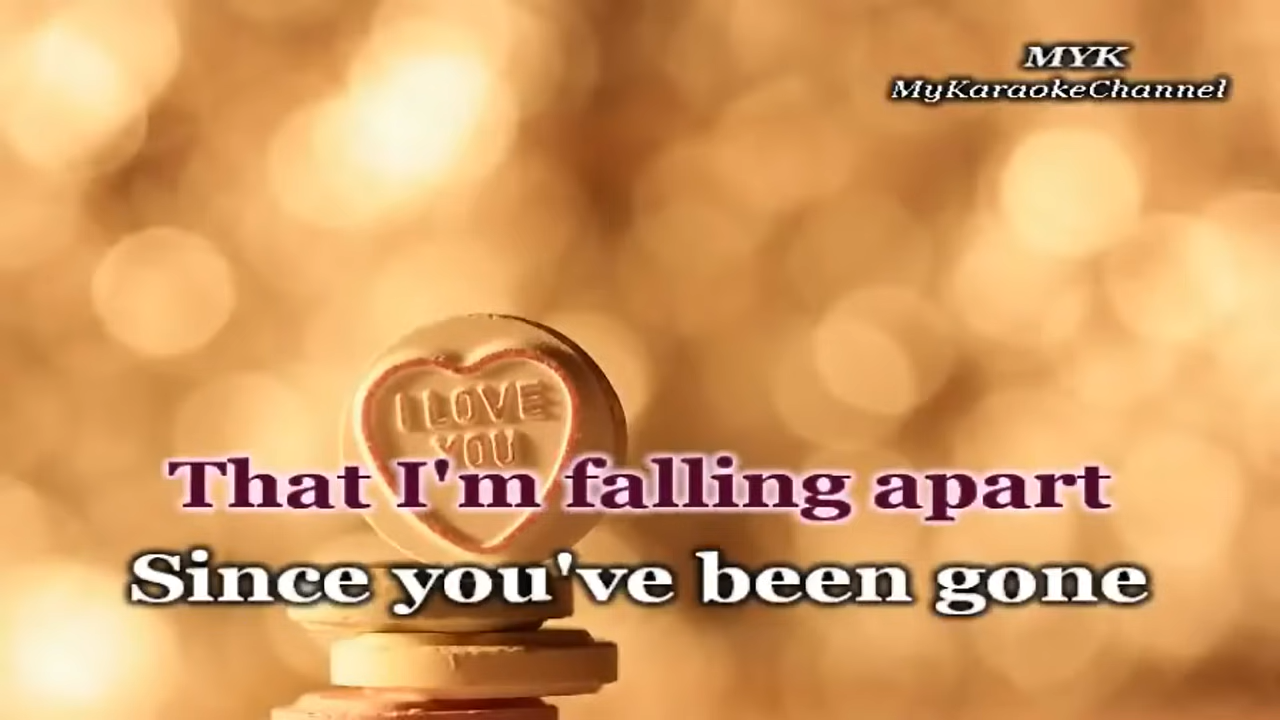 MYK
MyKaraokeChannel
I LOVE
YOU
That I'm falling apart
Since you've been gone